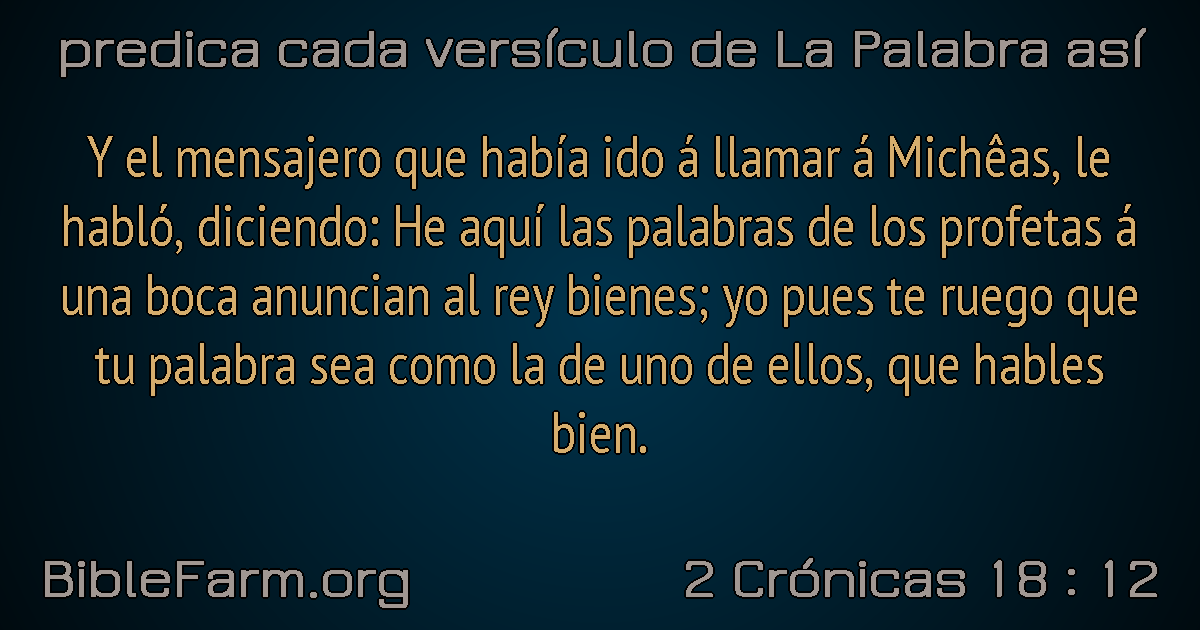 predica cada versículo de La Palabra así
Y el mensajero que había ido á llamar á Michêas, le
habló, diciendo: He aquí las palabras de los profetas á
una boca anuncian al rey bienes; yo pues te ruego que
tu palabra sea como la de uno de ellos, que hables
bien.
BibleFarm.org
2 Crónicas 18 : 12